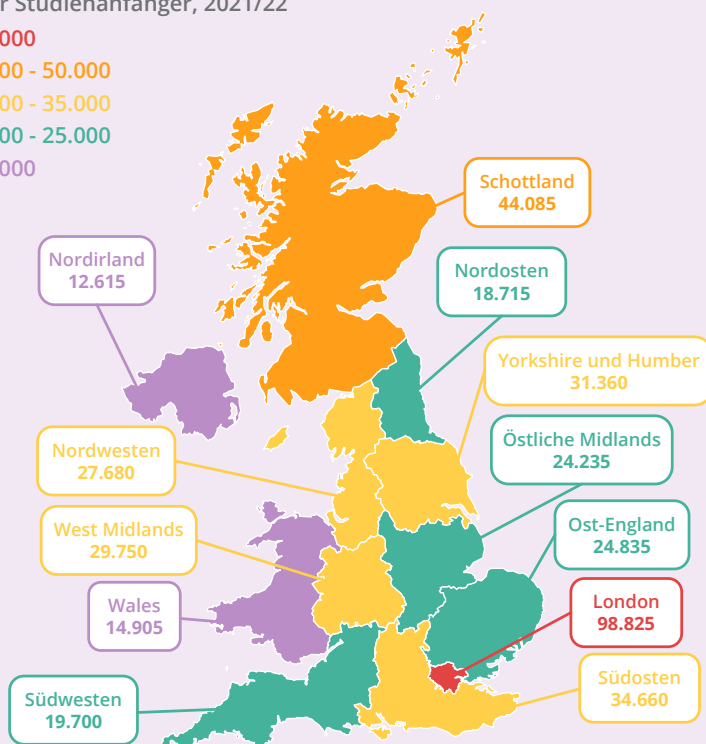 r Studienanfänger, 2021/22
000
00 - 50.000
00 - 35.000
00 - 25.000
000
Schottland
44.085
Nordirland
12.615
Nordosten
18.715
Yorkshire und Humber
31.360
Östliche Midlands
24.235
Nordwesten
27.680
West Midlands
29.750
Ost-England
24.835
Wales
14.905
London
98.825
Südosten
34.660
Südwesten
19.700